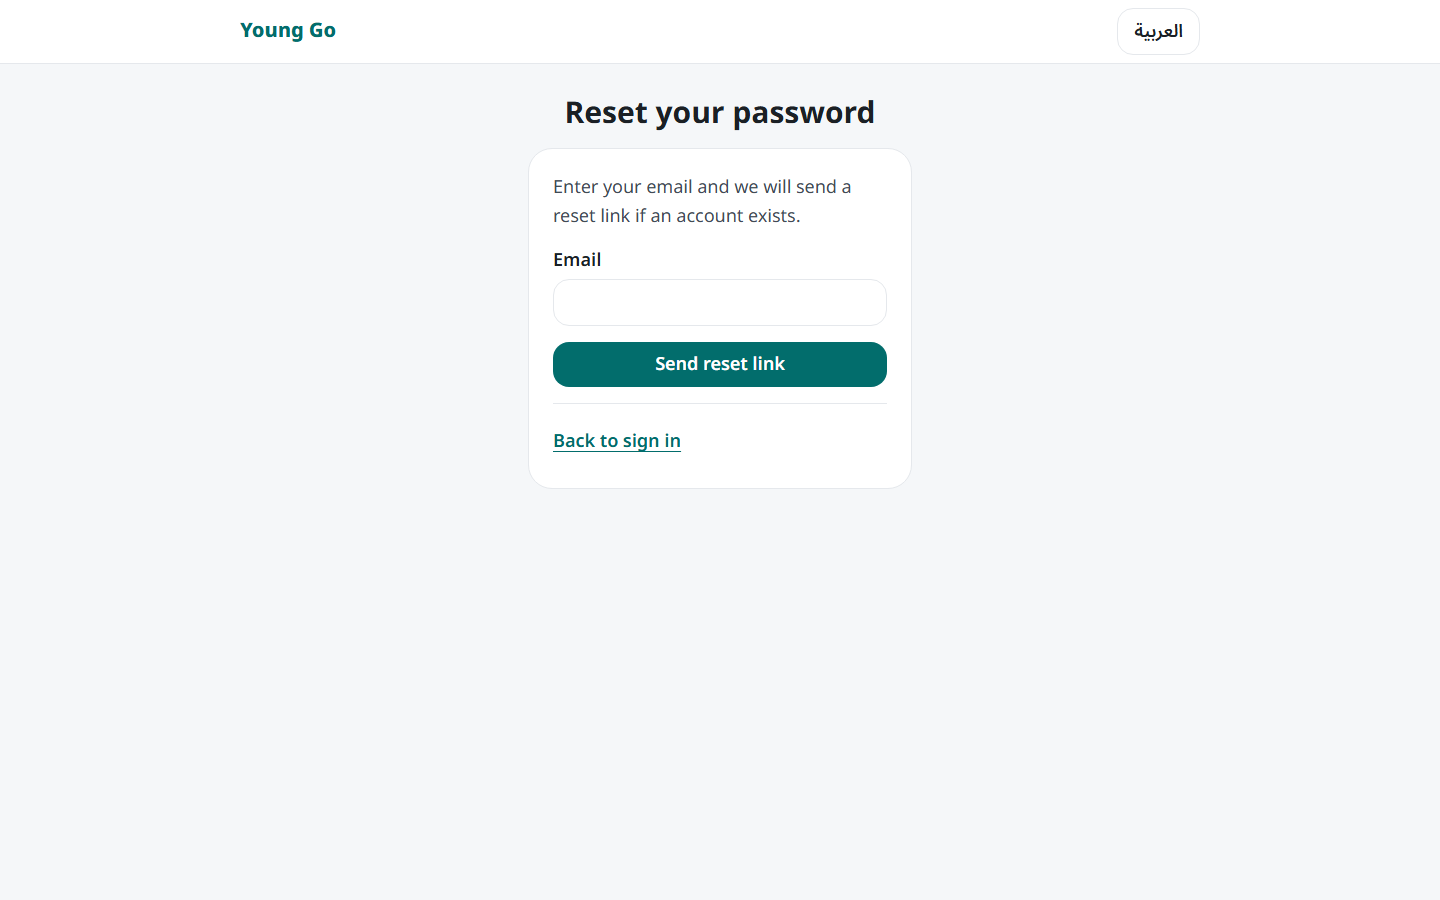 Young Go
العربية
Reset your password
Enter your email and we will send a
reset link if an account exists.
Email
Send reset link
Back to sign in